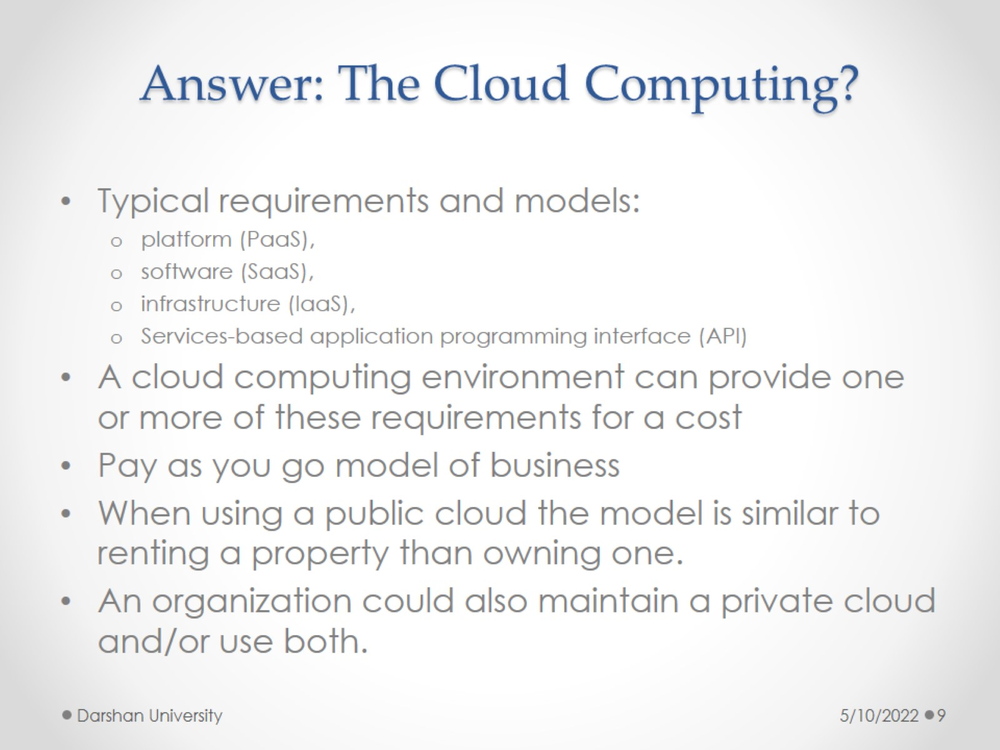 Answer: The Cloud Computing?
• Typical requirements and models:
o platform (PaaS),
o software (SaaS),
o infrastructure (IaaS),
o Services-based application programming interface (API)
• A cloud computing environment can provide one
or more of these requirements for a cost
• Pay as you go model of business
• When using a public cloud the model is similar to
renting a property than owning one.
• An organization could also maintain a private cloud
and/or use both.
● Darshan University
5/10/2022 ● 9